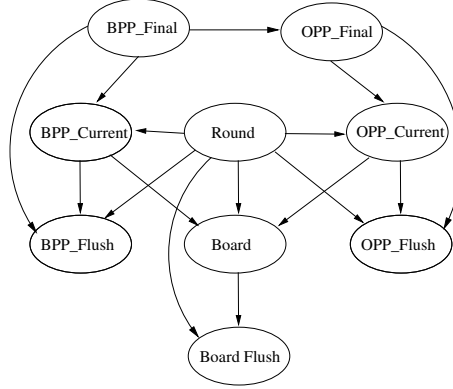 BPP_Final
OPP_Final
BPP_Current
Round
OPP_Current
BPP_Flush
Board
OPP_Flush
Board Flush